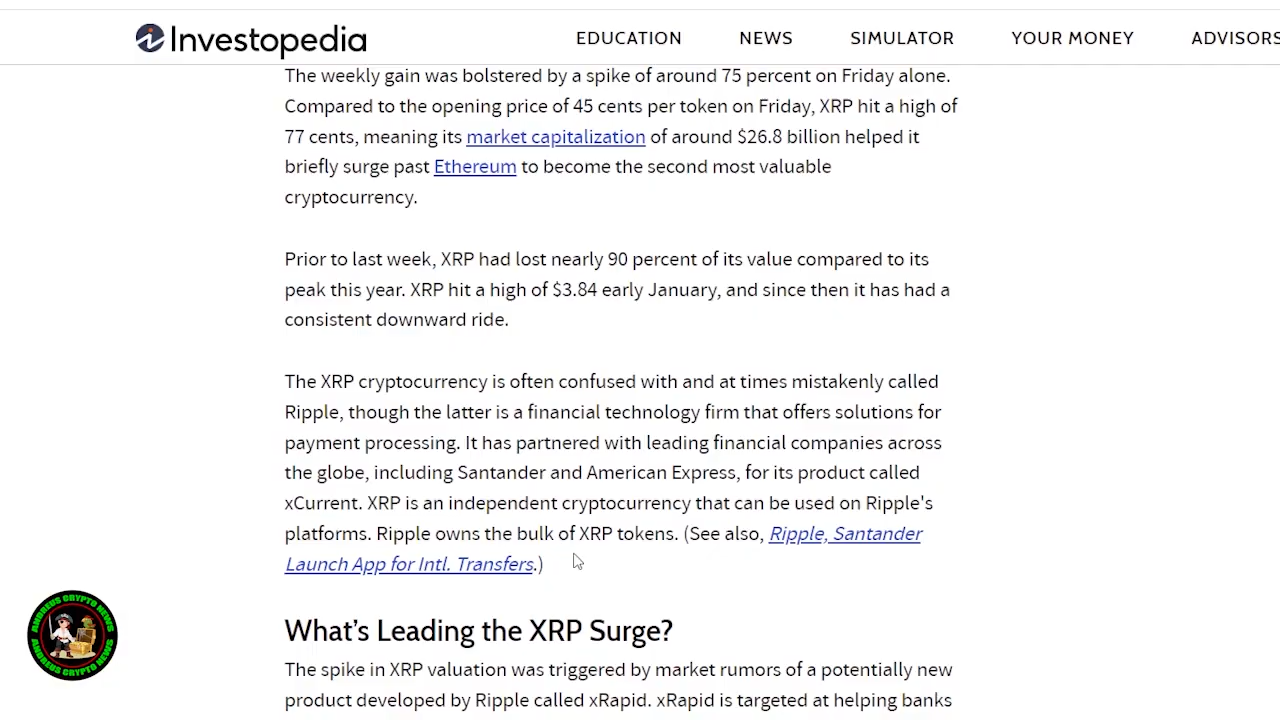 Investopedia
EDUCATION NEWS SIMULATOR YOUR MONEY ADVISORS
The weekly gain was bolstered by a spike of around 75 percent on Friday alone.
Compared to the opening price of 45 cents per token on Friday, XRP hit a high of
77 cents, meaning its market capitalization of around $26.8 billion helped it
briefly surge past Ethereum to become the second most valuable
cryptocurrency.
Prior to last week, XRP had lost nearly 90 percent of its value compared to its
peak this year. XRP hit a high of $3.84 early January, and since then it has had a
consistent downward ride.
The XRP cryptocurrency is often confused with and at times mistakenly called
Ripple, though the latter is a financial technology firm that offers solutions for
payment processing. It has partnered with leading financial companies across
the globe, including Santander and American Express, for its product called
xCurrent. XRP is an independent cryptocurrency that can be used on Ripple's
platforms. Ripple owns the bulk of XRP tokens. (See also, Ripple, Santander
Launch App for Intl. Transfers.)
What’s Leading the XRP Surge?
The spike in XRP valuation was triggered by market rumors of a potentially new
product developed by Ripple called xRapid. xRapid is targeted at helping banks
ANDREUS CRYPTO NEWS
ANDREUS CRYPTO NEWS